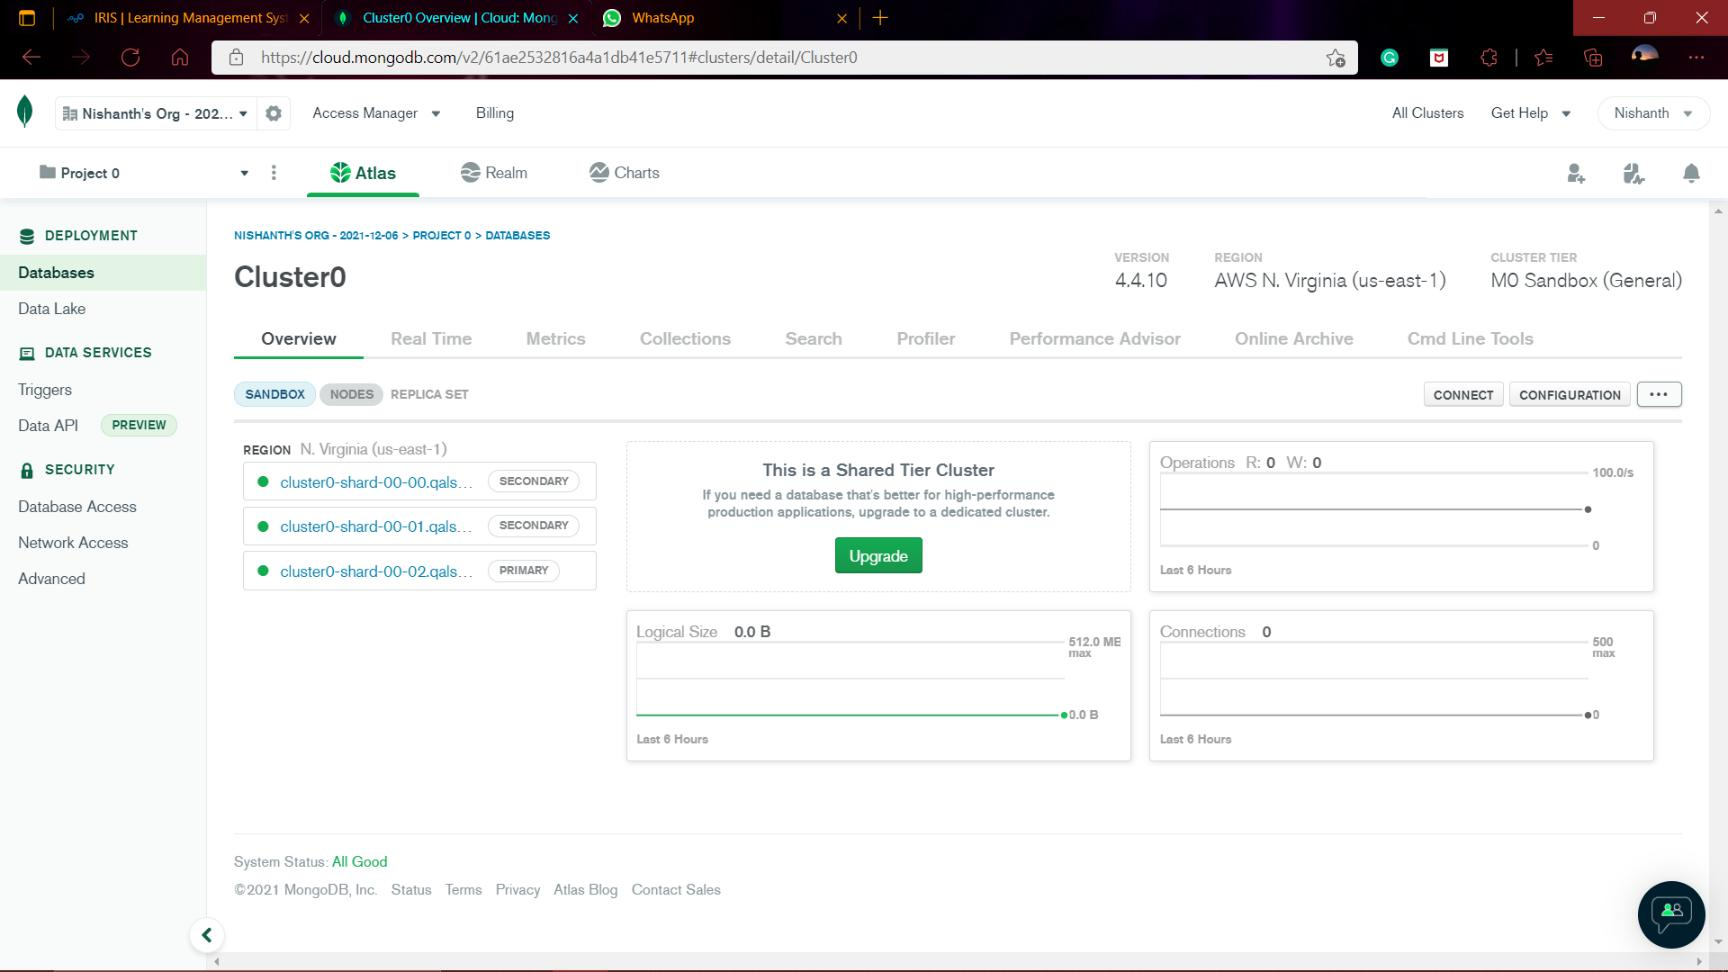 IRIS | Learning Management Syst
Cluster0 Overview | Cloud: Mong
WhatsApp
https://cloud.mongodb.com/v2/61ae2532816a4a1db41e5711#clusters/detail/Cluster0
Nishanth's Org - 202...
Access Manager
Billing
All Clusters
Get Help
Nishanth
Project 0
Atlas
Realm
Charts
DEPLOYMENT
Databases
Data Lake
DATA SERVICES
Triggers
Data API PREVIEW
SECURITY
Database Access
Network Access
Advanced
NISHANTH'S ORG - 2021-12-06 > PROJECT 0 > DATABASES
Cluster0
VERSION
4.4.10
REGION
AWS N. Virginia (us-east-1)
CLUSTER TIER
M0 Sandbox (General)
Overview
Real Time
Metrics
Collections
Search
Profiler
Performance Advisor
Online Archive
Cmd Line Tools
SANDBOX
NODES
REPLICA SET
CONNECT
CONFIGURATION
...
REGION N. Virginia (us-east-1)
cluster0-shard-00-00.qals... SECONDARY
cluster0-shard-00-01.qals... SECONDARY
cluster0-shard-00-02.qals... PRIMARY
This is a Shared Tier Cluster
If you need a database that's better for high-performance
production applications, upgrade to a dedicated cluster.
Upgrade
Operations R: 0 W: 0
100.0/s
0
Last 6 Hours
Logical Size 0.0 B
512.0 MB
max
0.0 B
Last 6 Hours
Connections 0
500
max
0
Last 6 Hours
System Status: All Good
©2021 MongoDB, Inc. Status Terms Privacy Atlas Blog Contact Sales